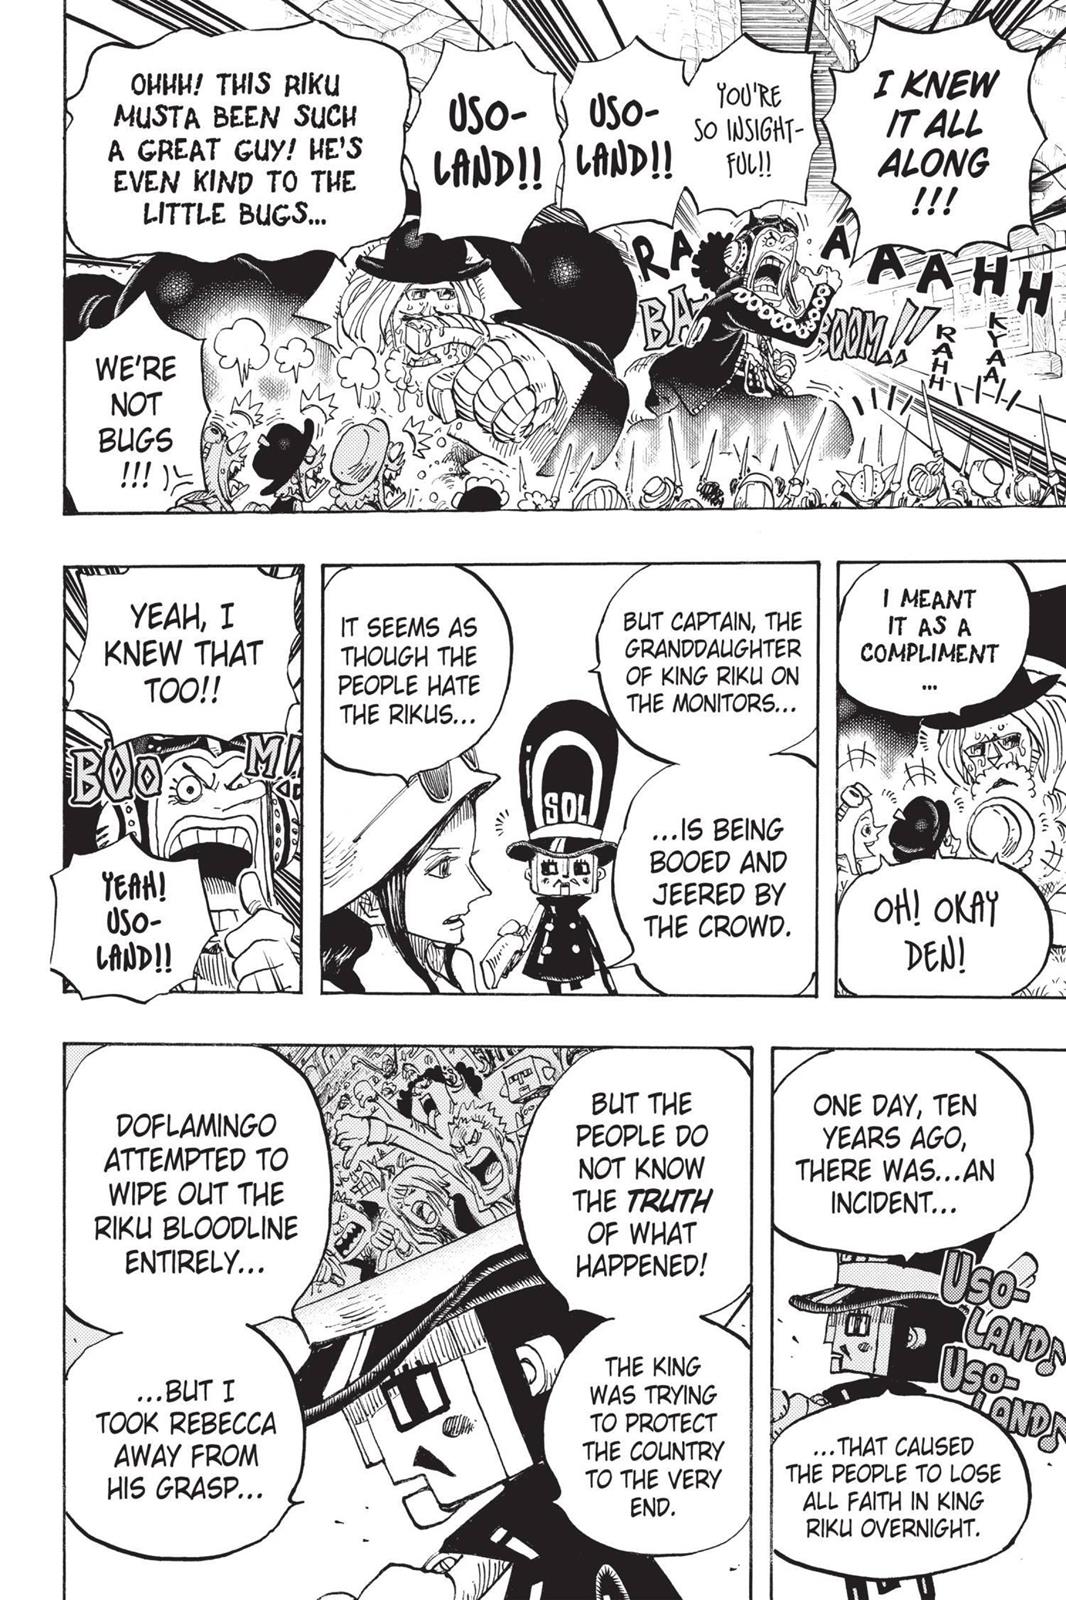 I KNEW
IT ALL
ALONG
!!!
YOU'RE
SO INSIGHT-
FUL!!
USO-
LAND!!
USO-
LAND!!
OHHH! THIS RIKU
MUSTA BEEN SUCH
A GREAT GUY! HE'S
EVEN KIND TO THE
LITTLE BUGS...
RA AAAAHH
BA BOOM!!
RAHH
KYAA
WE'RE
NOT
BUGS
!!!
I MEANT
IT AS A
COMPLIMENT
...
OH! OKAY
DEN!
BUT CAPTAIN, THE
GRANDDAUGHTER
OF KING RIKU ON
THE MONITORS...
...IS BEING
BOOED AND
JEERED BY
THE CROWD.
SOL
IT SEEMS AS
THOUGH THE
PEOPLE HATE
THE RIKUS...
YEAH, I
KNEW THAT
TOO!!
BOOOM!!
YEAH!
USO-
LAND!!
ONE DAY, TEN
YEARS AGO,
THERE WAS...AN
INCIDENT...
USO-
LAND♪
USO-
LAND♪
...THAT CAUSED
THE PEOPLE TO LOSE
ALL FAITH IN KING
RIKU OVERNIGHT.
BUT THE
PEOPLE DO
NOT KNOW
THE TRUTH
OF WHAT
HAPPENED!
THE KING
WAS TRYING
TO PROTECT
THE COUNTRY
TO THE VERY
END.
DOFLAMINGO
ATTEMPTED TO
WIPE OUT THE
RIKU BLOODLINE
ENTIRELY...
...BUT I
TOOK REBECCA
AWAY FROM
HIS GRASP...